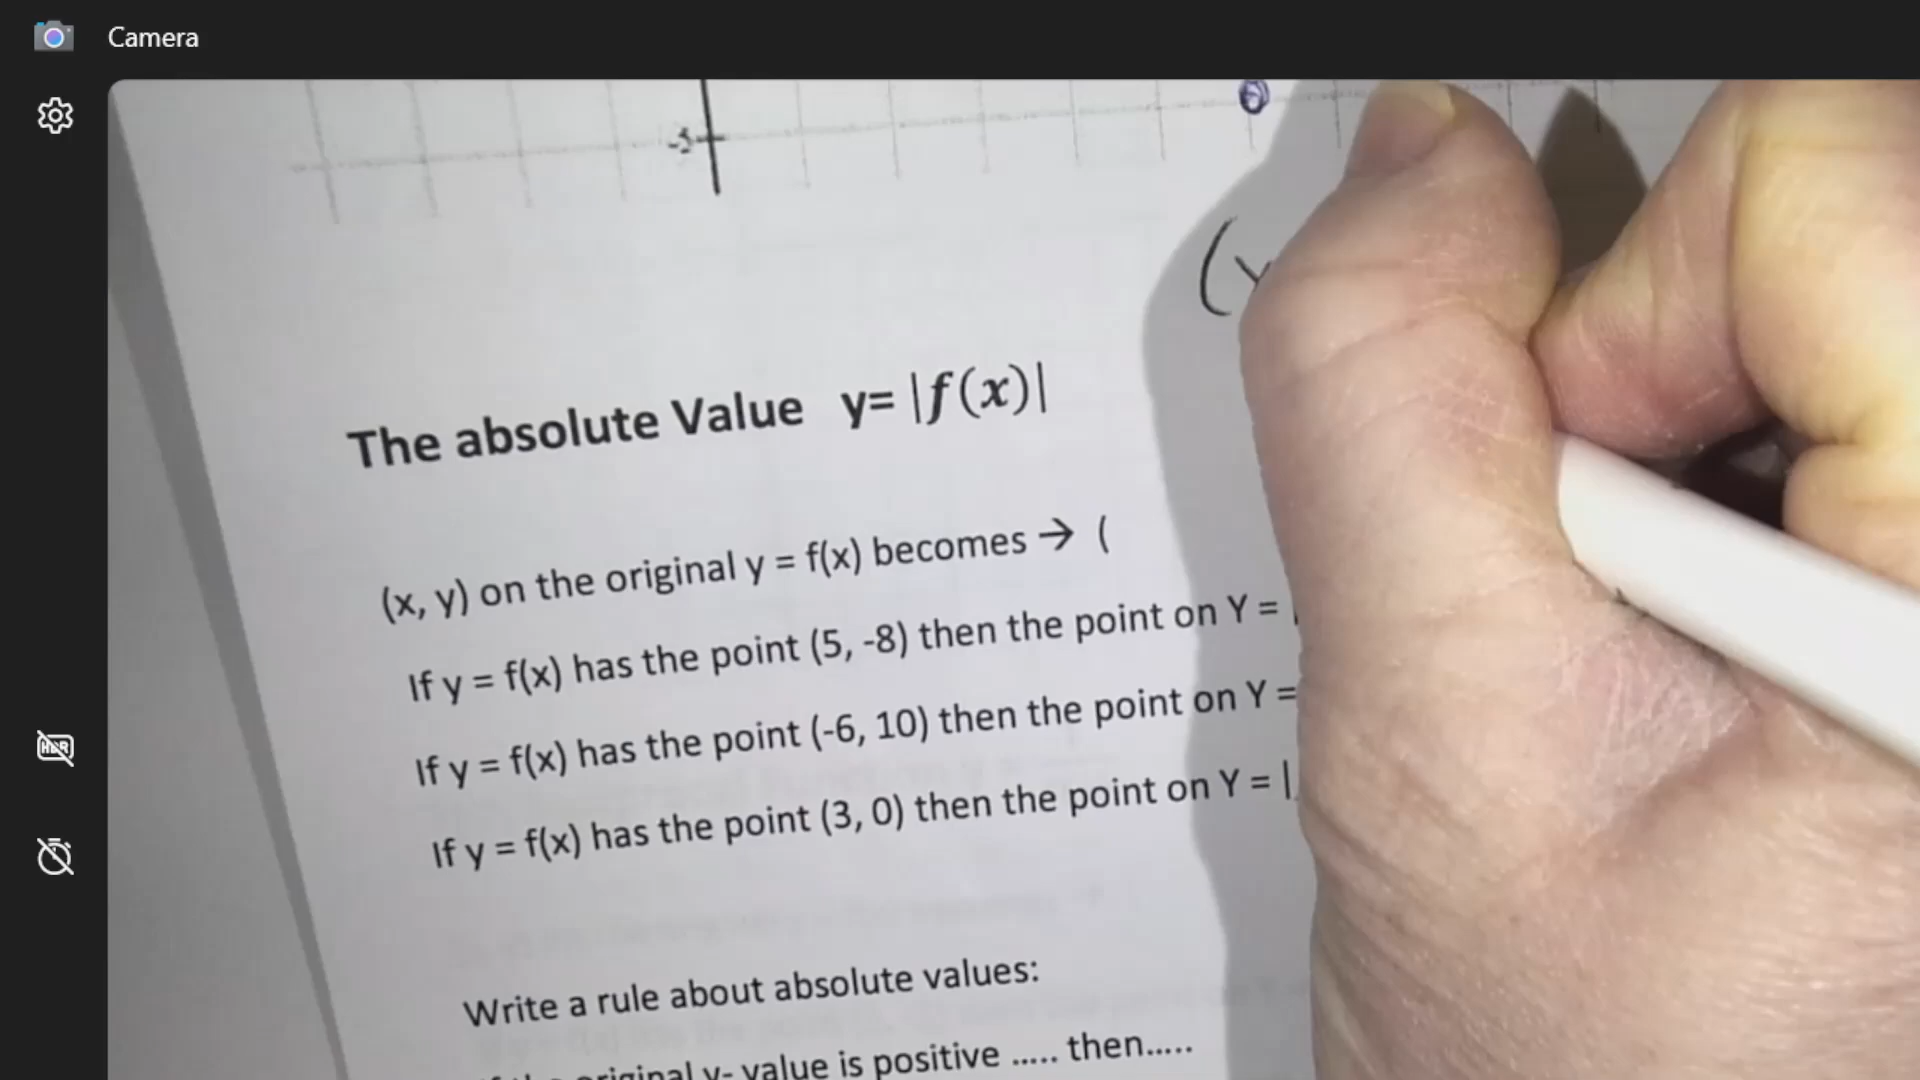 Camera
-5
(
The absolute Value y= |f(x)|
(x, y) on the original y = f(x) becomes → (
If y = f(x) has the point (5, -8) then the point on Y =
If y = f(x) has the point (-6, 10) then the point on Y =
If y = f(x) has the point (3, 0) then the point on Y = |
Write a rule about absolute values:
original y- value is positive ..... then.....